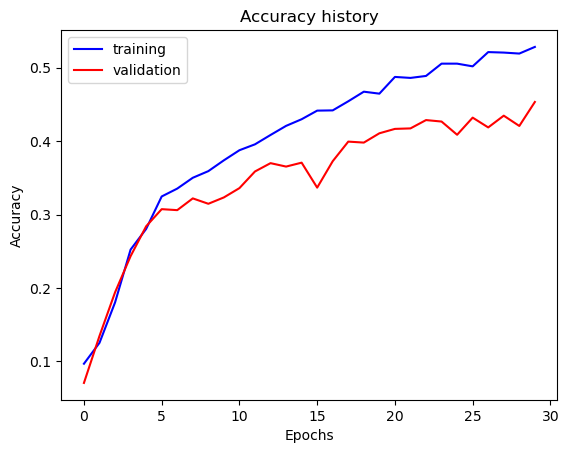 Accuracy history
training
validation
0.5
0.4
0.3
0.2
0.1
Accuracy
0 5 10 15 20 25 30
Epochs